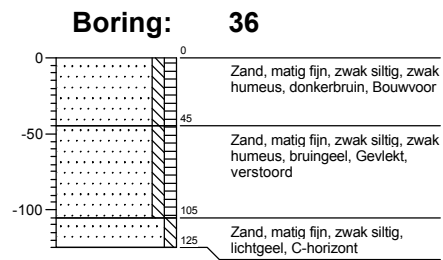 Boring: 36
0
0
Zand, matig fijn, zwak siltig, zwak
humeus, donkerbruin, Bouwvoor
45
-50
Zand, matig fijn, zwak siltig, zwak
humeus, bruingeel, Gevlekt,
verstoord
-100
105
Zand, matig fijn, zwak siltig,
lichtgeel, C-horizont
125